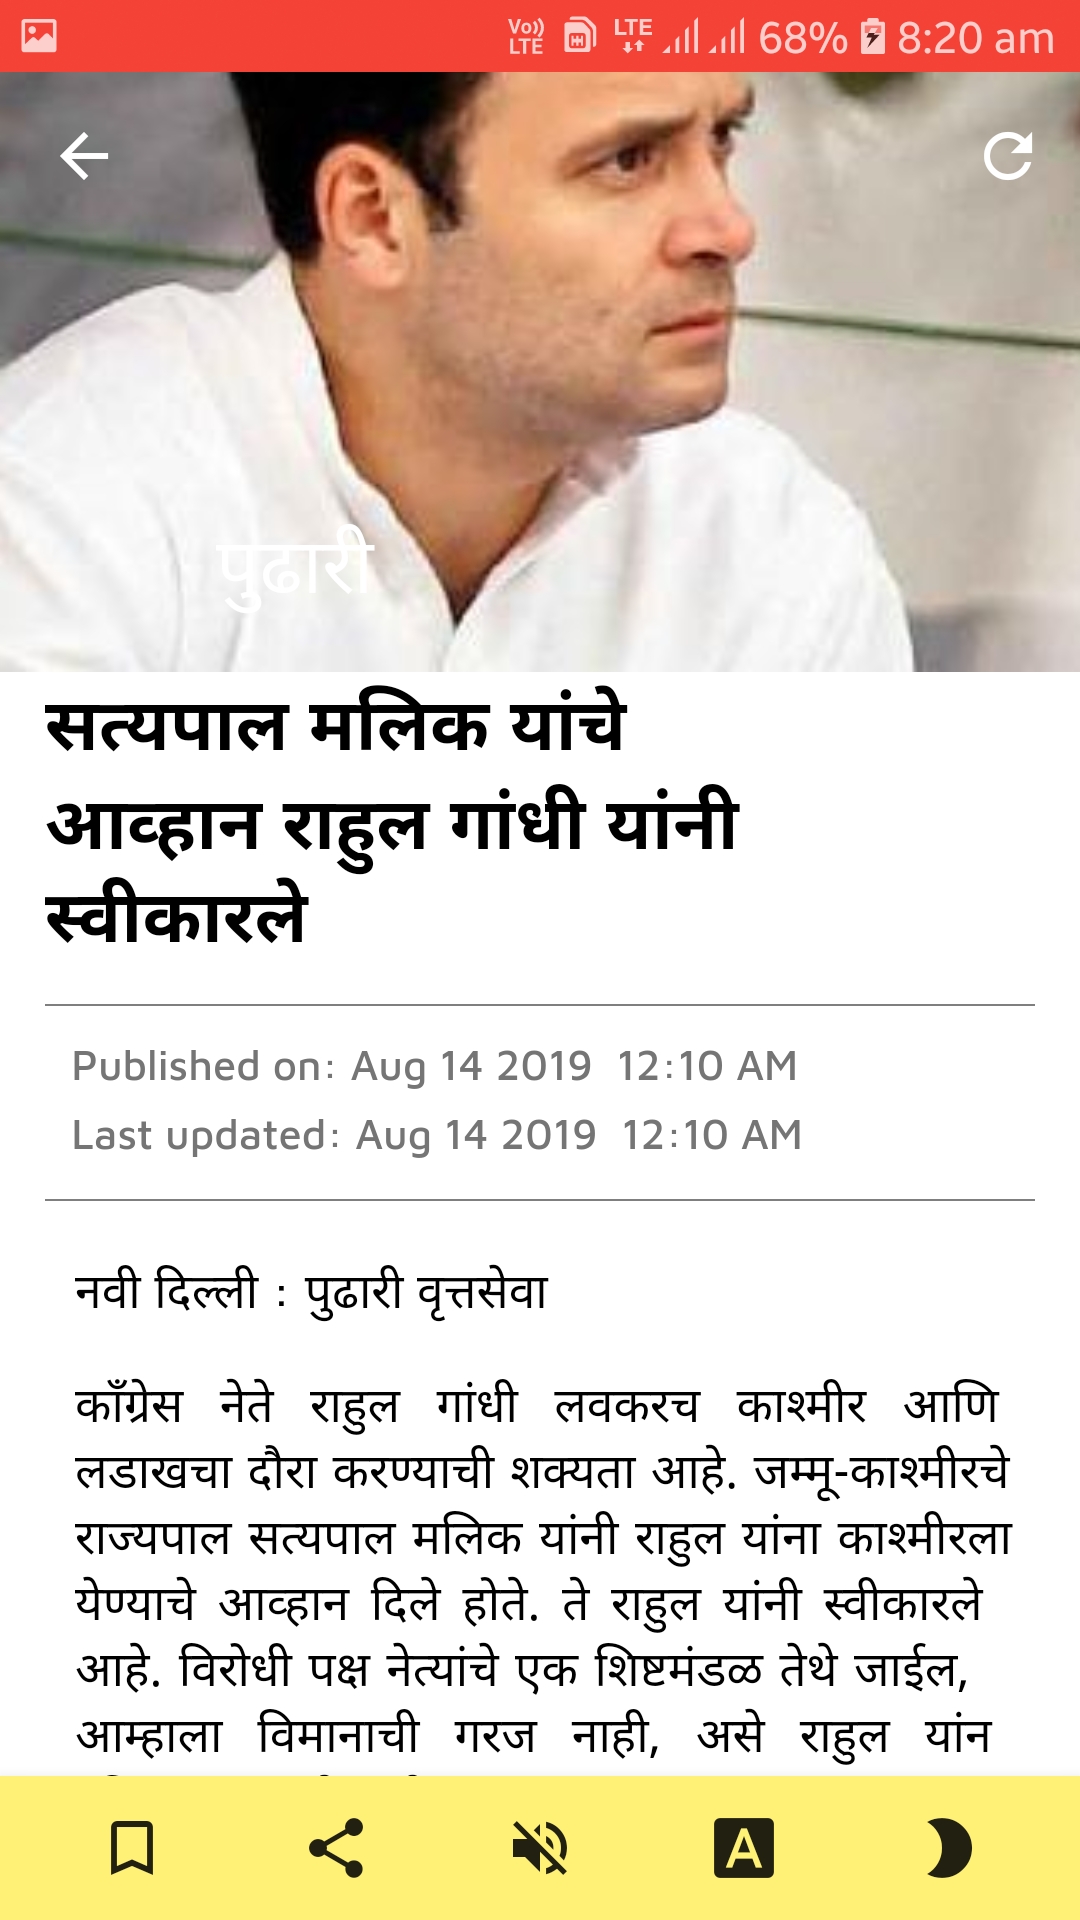 Vo)) LTE LTE 68% 8:20 am
पुढारी
सत्यपाल मलिक यांचे
आव्हान राहुल गांधी यांनी
स्वीकारले
Published on: Aug 14 2019 12:10 AM
Last updated: Aug 14 2019 12:10 AM
नवी दिल्ली : पुढारी वृत्तसेवा
काँग्रेस नेते राहुल गांधी लवकरच काश्मीर आणि
लडाखचा दौरा करण्याची शक्यता आहे. जम्मू-काश्मीरचे
राज्यपाल सत्यपाल मलिक यांनी राहुल यांना काश्मीरला
येण्याचे आव्हान दिले होते. ते राहुल यांनी स्वीकारले
आहे. विरोधी पक्ष नेत्यांचे एक शिष्टमंडळ तेथे जाईल,
आम्हाला विमानाची गरज नाही, असे राहुल यांन
A